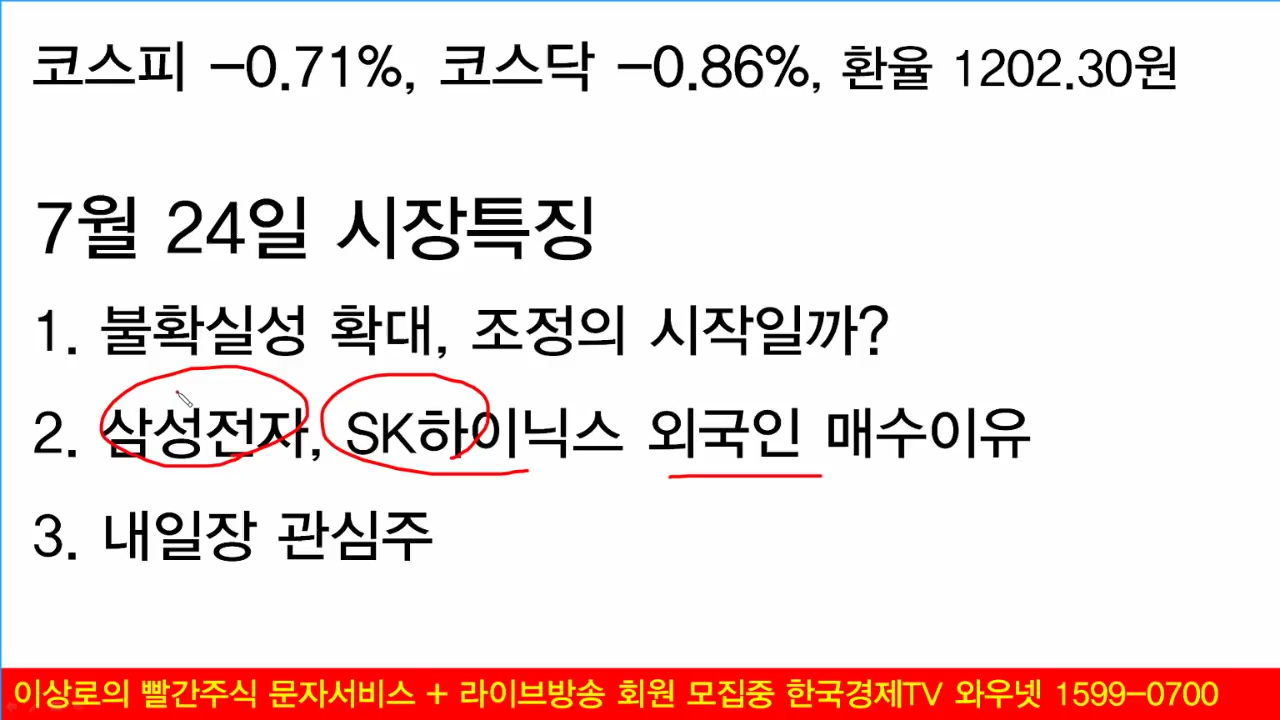 코스피 -0.71%, 코스닥 -0.86%, 환율 1202.30원
7월 24일 시장특징
1. 불확실성 확대, 조정의 시작일까?
2. 삼성전자, SK하이닉스 외국인 매수이유
3. 내일장 관심주
이상로의 빨간주식 문자서비스 + 라이브방송 회원 모집중 한국경제TV 와우넷 1599-0700